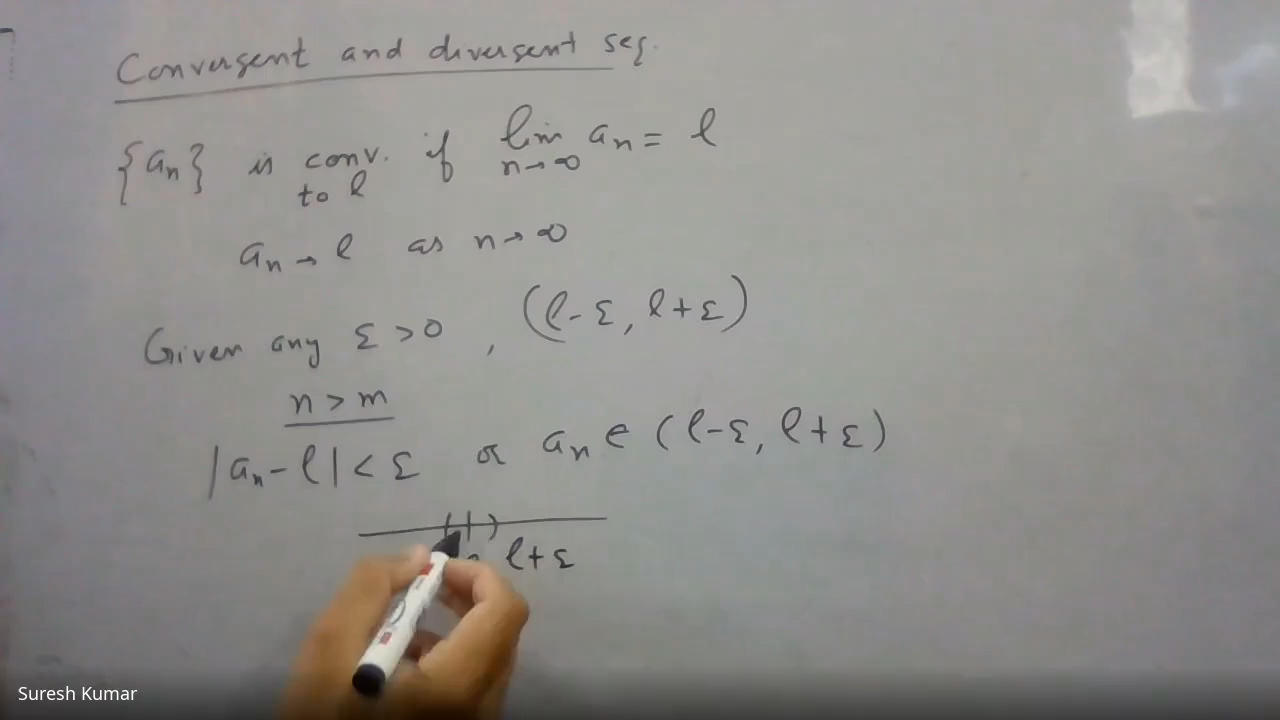 Convergent and divergent seq.
{aₙ} is conv. if lim aₙ = l
to l n→∞
aₙ → l as n→∞
Given any ε > 0 , (l-ε, l+ε)
n > m
|aₙ - l| < ε or aₙ ∈ (l-ε, l+ε)
l+ε
Suresh Kumar